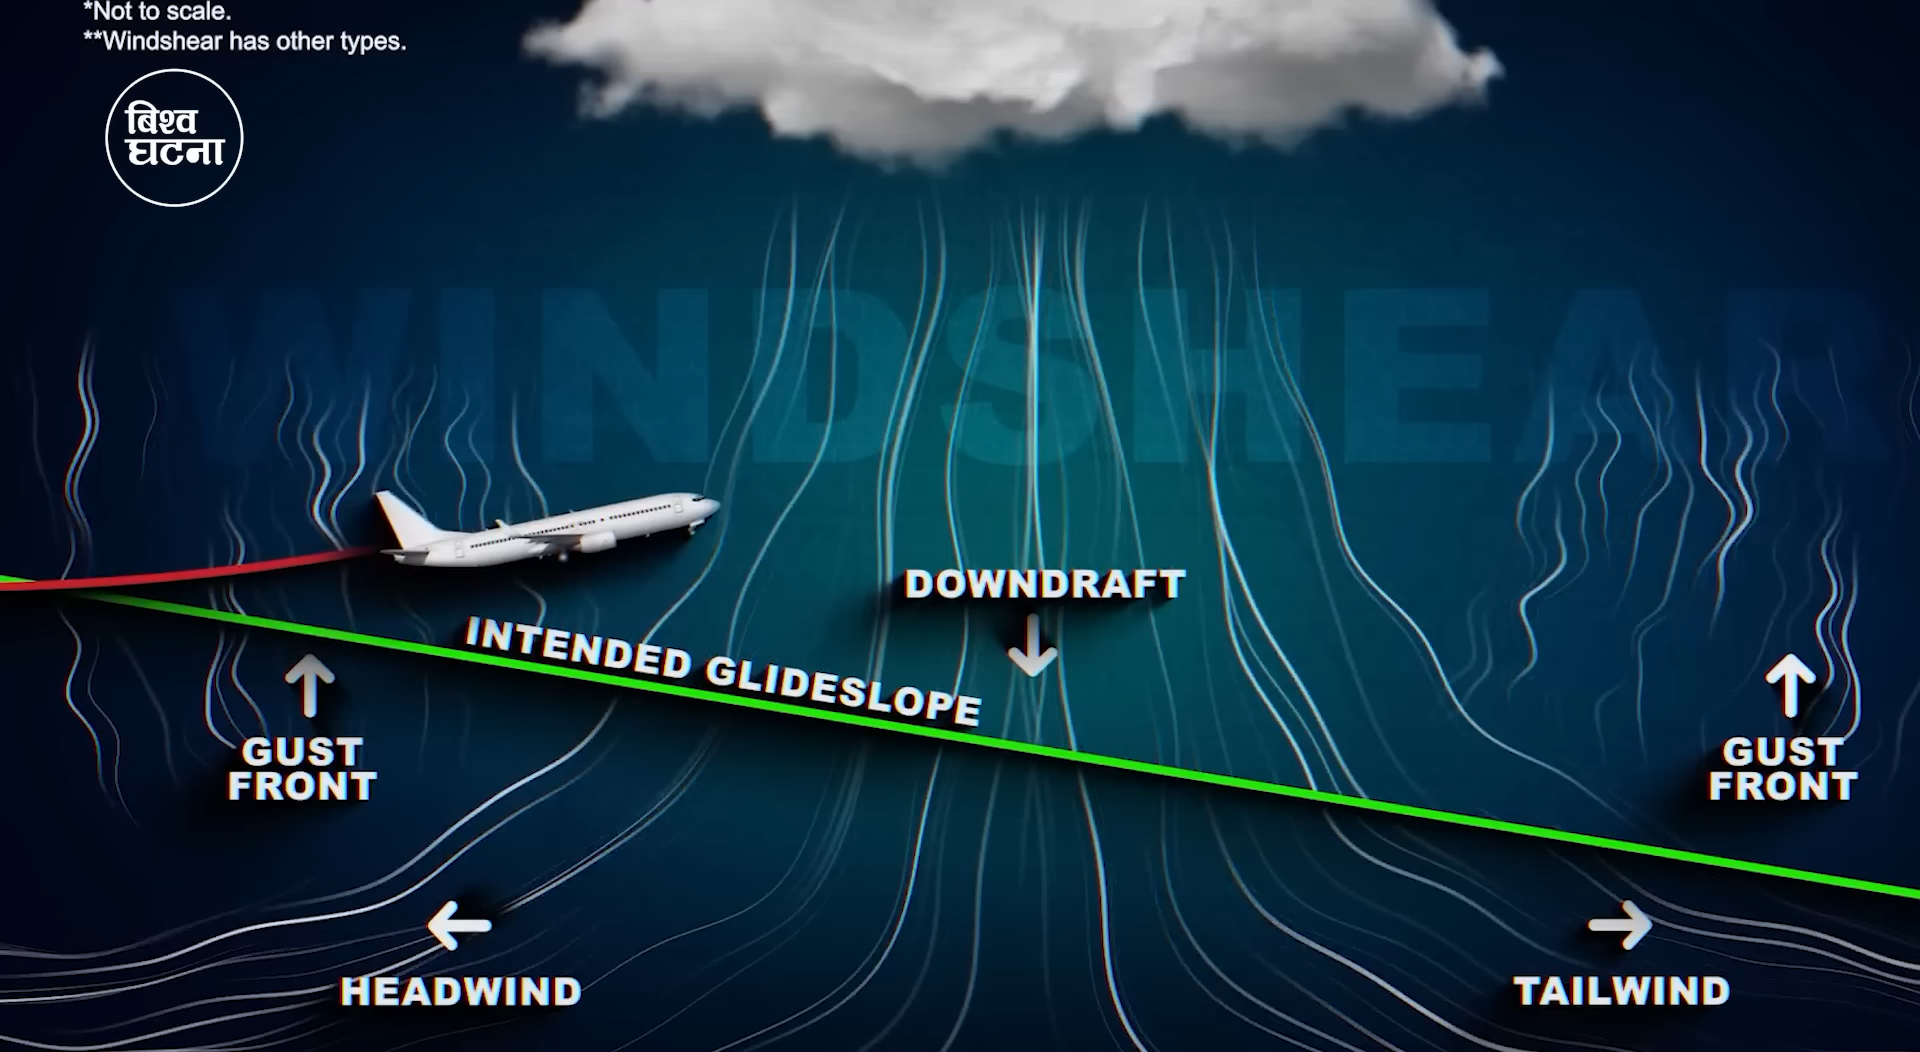 *Not to scale.
**Windshear has other types.
बिश्व
घटना
WINDSHEAR
DOWNDRAFT
INTENDED GLIDESLOPE
GUST
FRONT
GUST
FRONT
HEADWIND
TAILWIND